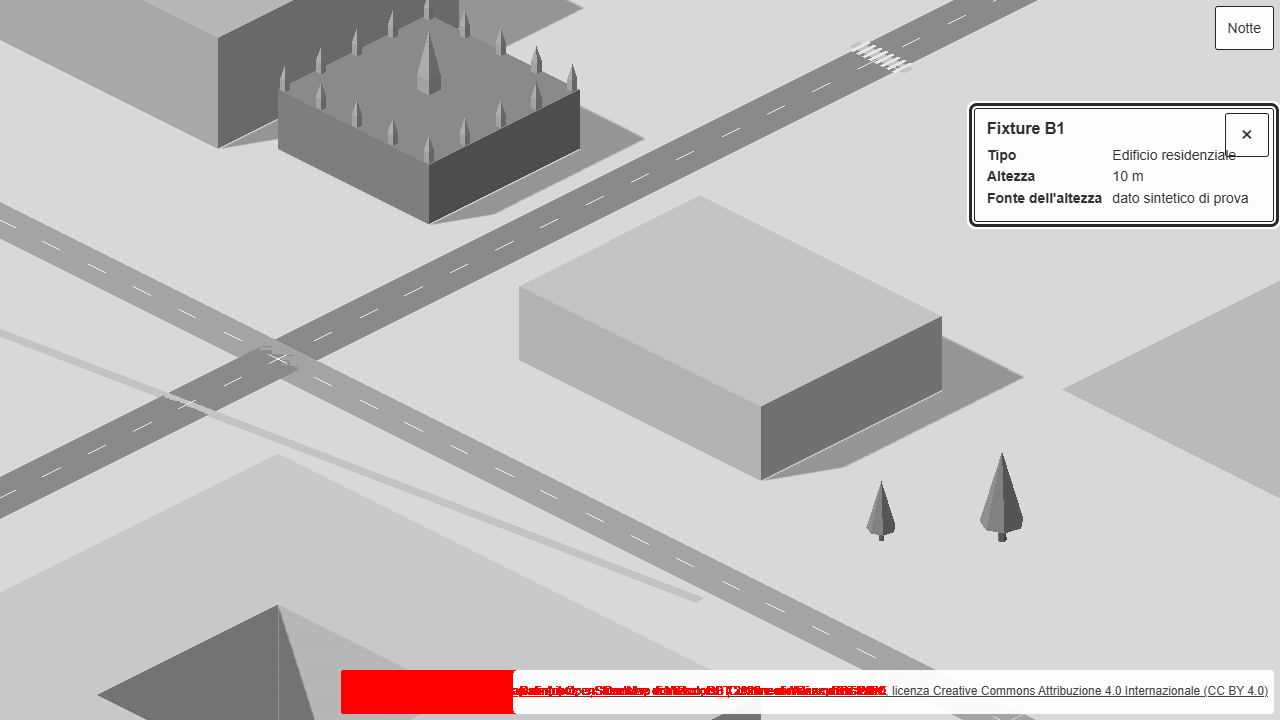 Notte
Fixture B1
✕
Tipo Edificio residenziale
Altezza 10 m
Fonte dell'altezza dato sintetico di prova
licenza Creative Commons Attribuzione 4.0 Internazionale (CC BY 4.0)